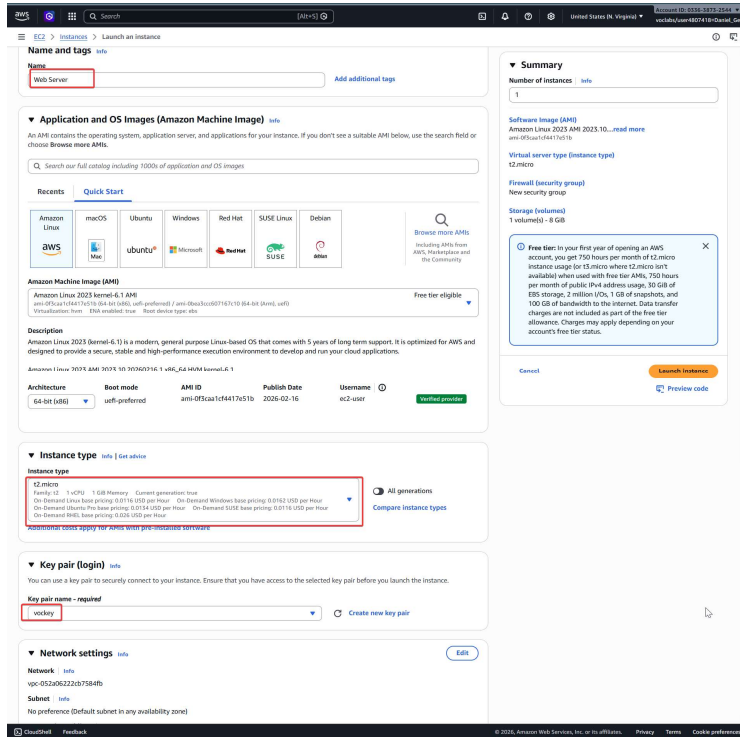 aws
Search
[Alt+S]
United States (N. Virginia)
Account ID: 0336-3873-2544
voclabs/user4807418=Daniel_Ge
EC2 > Instances > Launch an instance
Name and tags Info
Name
Web Server
Add additional tags
Application and OS Images (Amazon Machine Image) Info
An AMI contains the operating system, application server, and applications for your instance. If you don't see a suitable AMI below, use the search field or
choose Browse more AMIs.
Search our full catalog including 1000s of application and OS images
Recents
Quick Start
Amazon
Linux
macOS
Ubuntu
Windows
Red Hat
SUSE Linux
Debian
aws
Mac
ubuntu®
Microsoft
Red Hat
SUSE
debian
Browse more AMIs
Including AMIs from
AWS, Marketplace and
the Community
Amazon Machine Image (AMI)
Amazon Linux 2023 kernel-6.1 AMI
Free tier eligible
ami-0f3caa1cf4417e51b (64-bit (x86), uefi-preferred) / ami-0bea3ccc607167c10 (64-bit (Arm), uefi)
Virtualization: hvm ENA enabled: true Root device type: ebs
Description
Amazon Linux 2023 (kernel-6.1) is a modern, general purpose Linux-based OS that comes with 5 years of long term support. It is optimized for AWS and
designed to provide a secure, stable and high-performance execution environment to develop and run your cloud applications.
Amazon Linux 2023 AMI 2023.10.20260216.1 x86_64 HVM kernel-6.1
Architecture
Boot mode
AMI ID
Publish Date
Username
64-bit (x86)
uefi-preferred
ami-0f3caa1cf4417e51b
2026-02-16
ec2-user
Verified provider
Instance type Info | Get advice
Instance type
t2.micro
Family: t2 1 vCPU 1 GiB Memory Current generation: true
On-Demand Linux base pricing: 0.0116 USD per Hour On-Demand Windows base pricing: 0.0162 USD per Hour
On-Demand Ubuntu Pro base pricing: 0.0134 USD per Hour On-Demand SUSE base pricing: 0.0116 USD per Hour
On-Demand RHEL base pricing: 0.026 USD per Hour
All generations
Compare instance types
Additional costs apply for AMIs with pre-installed software
Key pair (login) Info
You can use a key pair to securely connect to your instance. Ensure that you have access to the selected key pair before you launch the instance.
Key pair name - required
vockey
Create new key pair
Network settings Info
Edit
Network Info
vpc-052a06222cb7584fb
Subnet Info
No preference (Default subnet in any availability zone)
Summary
Number of instances Info
1
Software Image (AMI)
Amazon Linux 2023 AMI 2023.10....read more
ami-0f3caa1cf4417e51b
Virtual server type (instance type)
t2.micro
Firewall (security group)
New security group
Storage (volumes)
1 volume(s) - 8 GiB
Free tier: In your first year of opening an AWS
account, you get 750 hours per month of t2.micro
instance usage (or t3.micro where t2.micro isn't
available) when used with free tier AMIs, 750 hours
per month of public IPv4 address usage, 30 GiB of
EBS storage, 2 million I/Os, 1 GB of snapshots, and
100 GB of bandwidth to the internet. Data transfer
charges are not included as part of the free tier
allowance. Charges may apply depending on your
account's free tier status.
Cancel
Launch instance
Preview code
CloudShell
Feedback
© 2026, Amazon Web Services, Inc. or its affiliates.
Privacy
Terms
Cookie preferences